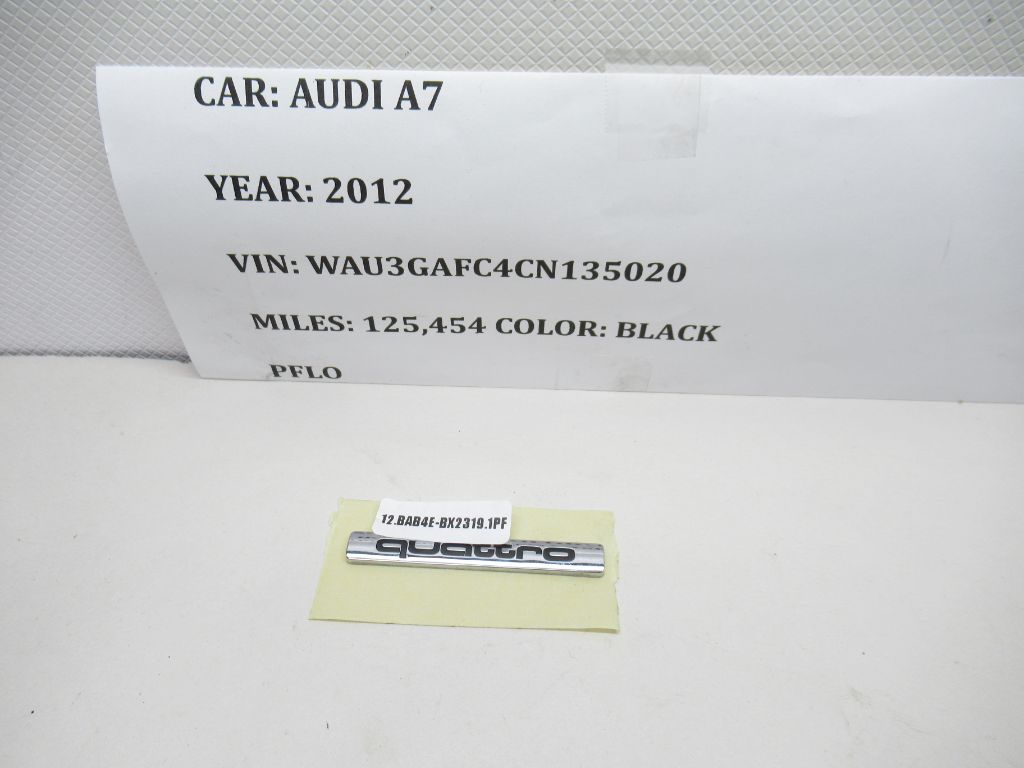 CAR: AUDI A7
YEAR: 2012
VIN: WAU3GAFC4CN135020
MILES: 125,454 COLOR: BLACK
PFLO
12.BAB4E-BX2319.1PF
quattro